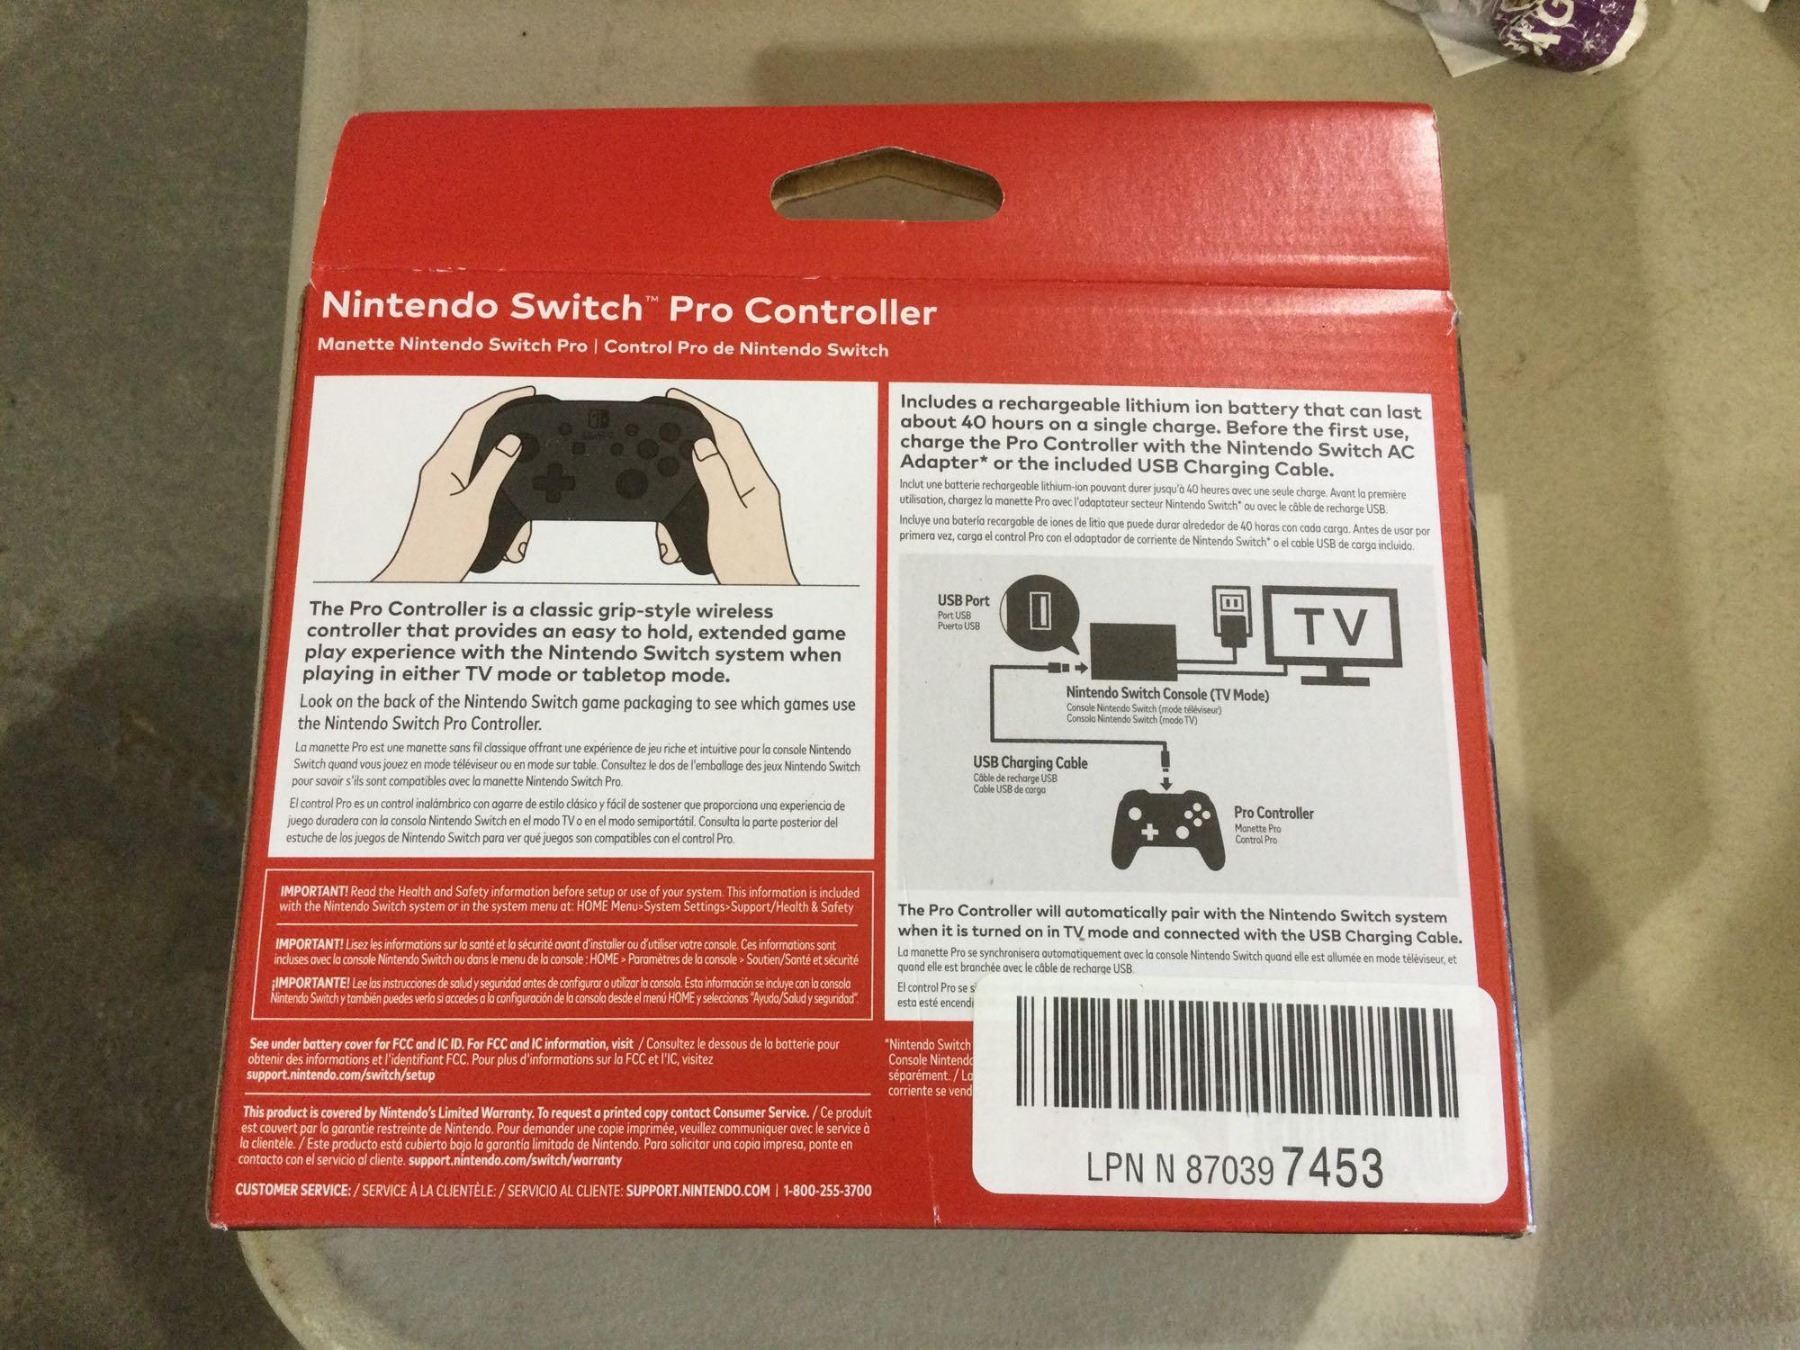 Nintendo Switch™ Pro Controller
Manette Nintendo Switch Pro | Control Pro de Nintendo Switch
The Pro Controller is a classic grip-style wireless
controller that provides an easy to hold, extended game
play experience with the Nintendo Switch system when
playing in either TV mode or tabletop mode.
Look on the back of the Nintendo Switch game packaging to see which games use
the Nintendo Switch Pro Controller.
La manette Pro est une manette sans fil classique offrant une expérience de jeu riche et intuitive pour la console Nintendo
Switch quand vous jouez en mode téléviseur ou en mode sur table. Consultez le dos de l'emballage des jeux Nintendo Switch
pour savoir s'ils sont compatibles avec la manette Nintendo Switch Pro.
El control Pro es un control inalámbrico con agarre de estilo clásico y fácil de sostener que proporciona una experiencia de
juego duradera con la consola Nintendo Switch en el modo TV o en el modo semiportátil. Consulta la parte posterior del
estuche de los juegos de Nintendo Switch para ver qué juegos son compatibles con el control Pro.
IMPORTANT! Read the Health and Safety information before setup or use of your system. This information is included
with the Nintendo Switch system or in the system menu at: HOME Menu>System Settings>Support/Health & Safety
IMPORTANT! Lisez les informations sur la santé et la sécurité avant d'installer ou d'utiliser votre console. Ces informations sont
incluses avec la console Nintendo Switch ou dans le menu de la console : HOME > Paramètres de la console > Soutien/Santé et sécurité
¡IMPORTANTE! Lee las instrucciones de salud y seguridad antes de configurar o utilizar la consola. Esta información se incluye con la consola
Nintendo Switch y también puedes verla si accedes a la configuración de la consola desde el menú HOME y seleccionas "Ayuda/Salud y seguridad".
See under battery cover for FCC and IC ID. For FCC and IC information, visit / Consultez le dessous de la batterie pour
obtenir des informations et l'identifiant FCC. Pour plus d'informations sur la FCC et l'IC, visitez
support.nintendo.com/switch/setup
This product is covered by Nintendo's Limited Warranty. To request a printed copy contact Consumer Service. / Ce produit
est couvert par la garantie restreinte de Nintendo. Pour demander une copie imprimée, veuillez communiquer avec le service à
la clientèle. / Este producto está cubierto bajo la garantía limitada de Nintendo. Para solicitar una copia impresa, ponte en
contacto con el servicio al cliente. support.nintendo.com/switch/warranty
CUSTOMER SERVICE: / SERVICE À LA CLIENTÈLE: / SERVICIO AL CLIENTE: SUPPORT.NINTENDO.COM | 1-800-255-3700
Includes a rechargeable lithium ion battery that can last
about 40 hours on a single charge. Before the first use,
charge the Pro Controller with the Nintendo Switch AC
Adapter* or the included USB Charging Cable.
Inclut une batterie rechargeable lithium-ion pouvant durer jusqu'à 40 heures avec une seule charge. Avant la première
utilisation, chargez la manette Pro avec l'adaptateur secteur Nintendo Switch* ou avec le câble de recharge USB.
Incluye una batería recargable de iones de litio que puede durar alrededor de 40 horas con cada carga. Antes de usar por
primera vez, carga el control Pro con el adaptador de corriente de Nintendo Switch* o el cable USB de carga incluido.
USB Port
Port USB
Puerto USB
TV
Nintendo Switch Console (TV Mode)
Console Nintendo Switch (mode téléviseur)
Consola Nintendo Switch (modo TV)
USB Charging Cable
Câble de recharge USB
Cable USB de carga
Pro Controller
Manette Pro
Control Pro
The Pro Controller will automatically pair with the Nintendo Switch system
when it is turned on in TV mode and connected with the USB Charging Cable.
La manette Pro se synchronisera automatiquement avec la console Nintendo Switch quand elle est allumée en mode téléviseur, et
quand elle est branchée avec le câble de recharge USB.
El control Pro se s
esta esté encendi
*Nintendo Switch
Console Nintendo
séparément. / La
corriente se vend
LPN N 87039 7453